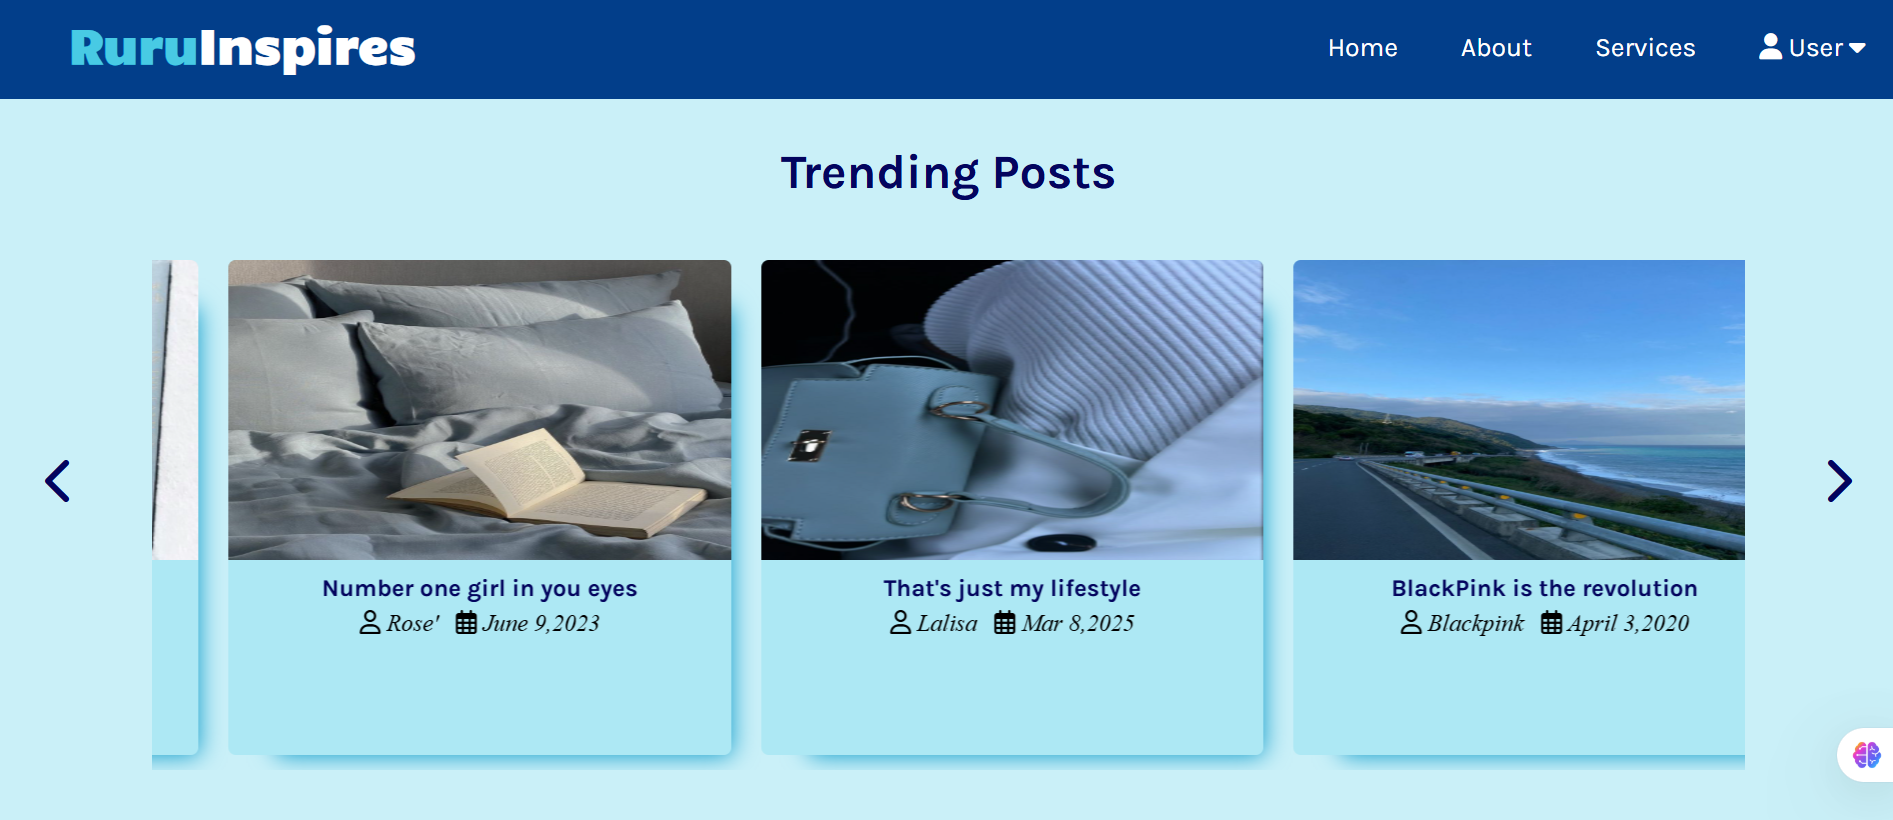 RuruInspires
Home About Services User
Trending Posts
Number one girl in you eyes
Rose' June 9,2023
That's just my lifestyle
Lalisa Mar 8,2025
BlackPink is the revolution
Blackpink April 3,2020